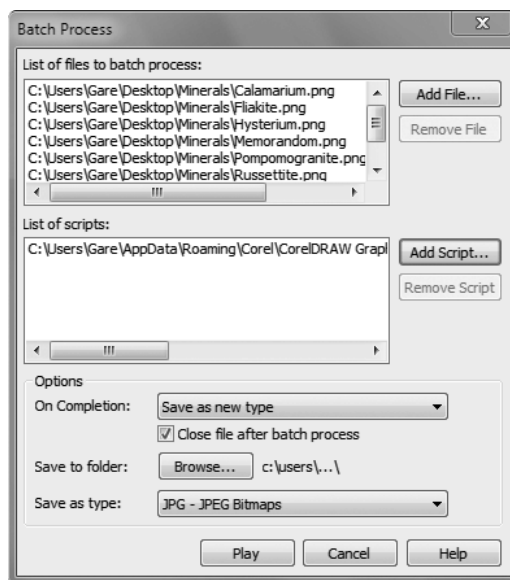 Batch Process
List of files to batch process:
C:\Users\Gare\Desktop\Minerals\Calamarium.png
C:\Users\Gare\Desktop\Minerals\Fliakite.png
C:\Users\Gare\Desktop\Minerals\Hysterium.png
C:\Users\Gare\Desktop\Minerals\Memorandom.png
C:\Users\Gare\Desktop\Minerals\Pompomogranite.png
C:\Users\Gare\Desktop\Minerals\Russettite.png
Add File...
Remove File
List of scripts:
C:\Users\Gare\AppData\Roaming\Corel\CorelDRAW Grapl
Add Script...
Remove Script
Options
On Completion: Save as new type
Close file after batch process
Save to folder: Browse... c:\users\...\
Save as type: JPG - JPEG Bitmaps
Play Cancel Help